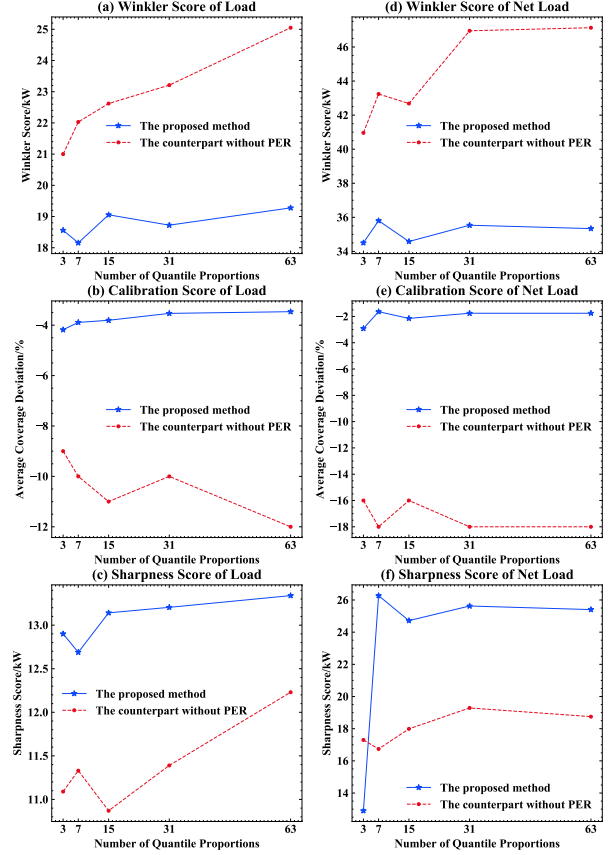 (a) Winkler Score of Load
25
24
23
22
21
20
19
18
Winkler Score/kW
The proposed method
The counterpart without PER
3 7 15 31 63
Number of Quantile Proportions
(d) Winkler Score of Net Load
46
44
42
40
38
36
34
Winkler Score/kW
The proposed method
The counterpart without PER
3 7 15 31 63
Number of Quantile Proportions
(b) Calibration Score of Load
−4
−6
−8
−10
−12
Average Coverage Deviation/%
The proposed method
The counterpart without PER
3 7 15 31 63
Number of Quantile Proportions
(e) Calibration Score of Net Load
−2
−4
−6
−8
−10
−12
−14
−16
−18
Average Coverage Deviation/%
The proposed method
The counterpart without PER
3 7 15 31 63
Number of Quantile Proportions
(c) Sharpness Score of Load
13.0
12.5
12.0
11.5
11.0
Sharpness Score/kW
The proposed method
The counterpart without PER
3 7 15 31 63
Number of Quantile Proportions
(f) Sharpness Score of Net Load
26
24
22
20
18
16
14
Sharpness Score/kW
The proposed method
The counterpart without PER
3 7 15 31 63
Number of Quantile Proportions